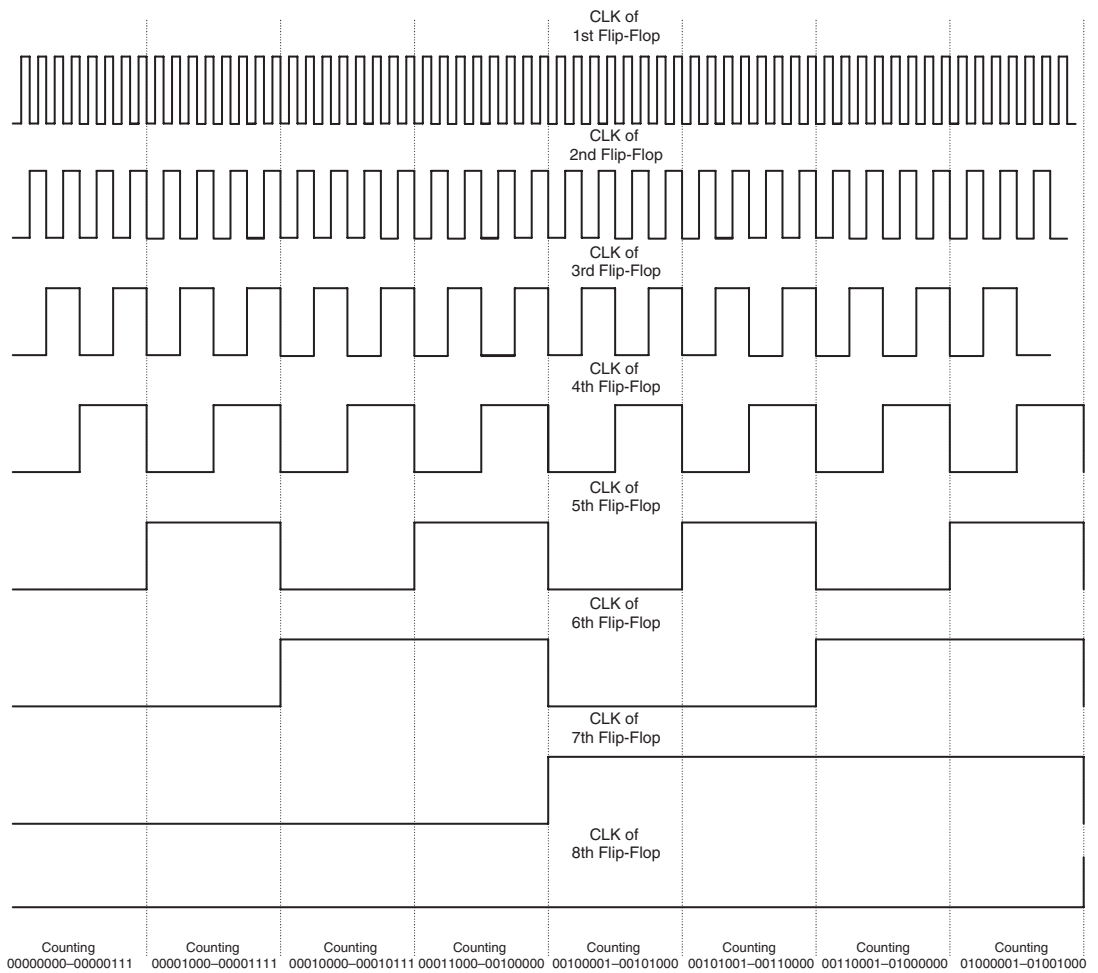 CLK of
1st Flip-Flop
CLK of
2nd Flip-Flop
CLK of
3rd Flip-Flop
CLK of
4th Flip-Flop
CLK of
5th Flip-Flop
CLK of
6th Flip-Flop
CLK of
7th Flip-Flop
CLK of
8th Flip-Flop
Counting
00000000–00000111
Counting
00001000–00001111
Counting
00010000–00010111
Counting
00011000–00100000
Counting
00100001–00101000
Counting
00101001–00110000
Counting
00110001–01000000
Counting
01000001–01001000